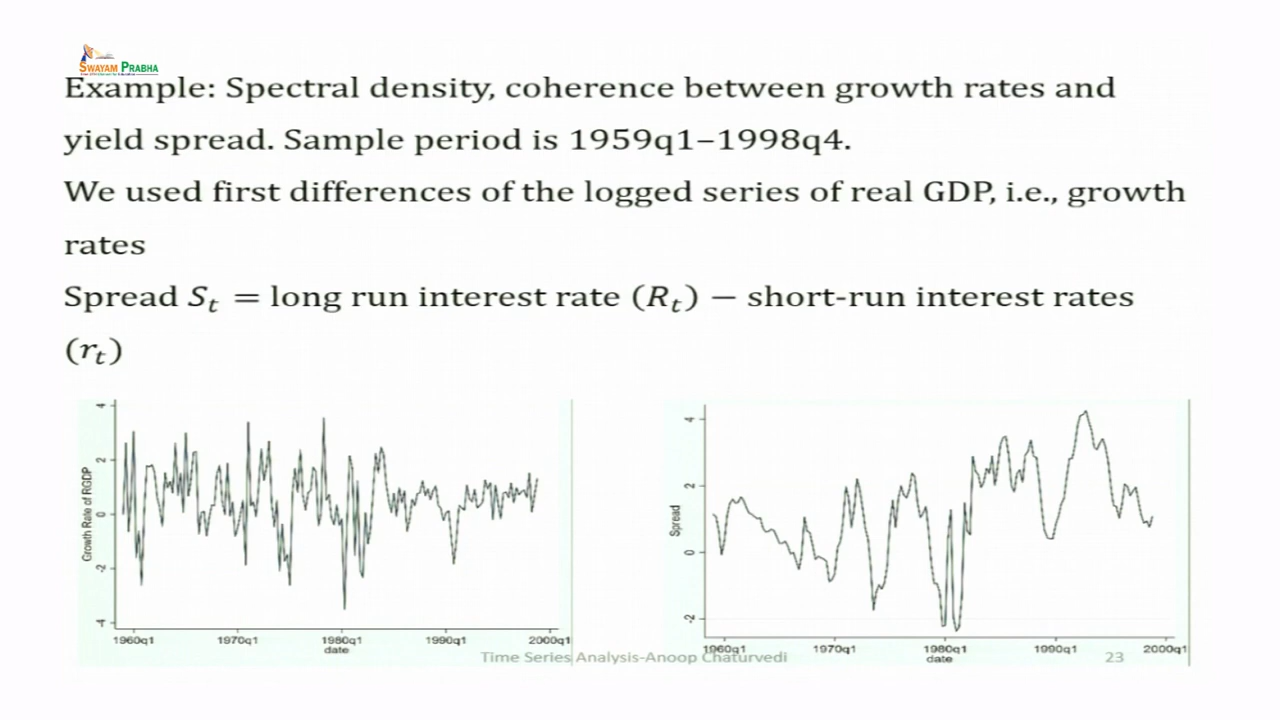 SWAYAM PRABHA
Example: Spectral density, coherence between growth rates and
yield spread. Sample period is 1959q1–1998q4.
We used first differences of the logged series of real GDP, i.e., growth
rates
Spread S_t = long run interest rate (R_t) − short-run interest rates
(r_t)
Growth Rate of RGDP
4
2
0
-2
-4
1960q1 1970q1 1980q1 1990q1 2000q1
date
Spread
4
2
0
-2
1960q1 1970q1 1980q1 1990q1 2000q1
date
Time Series Analysis-Anoop Chaturvedi 23